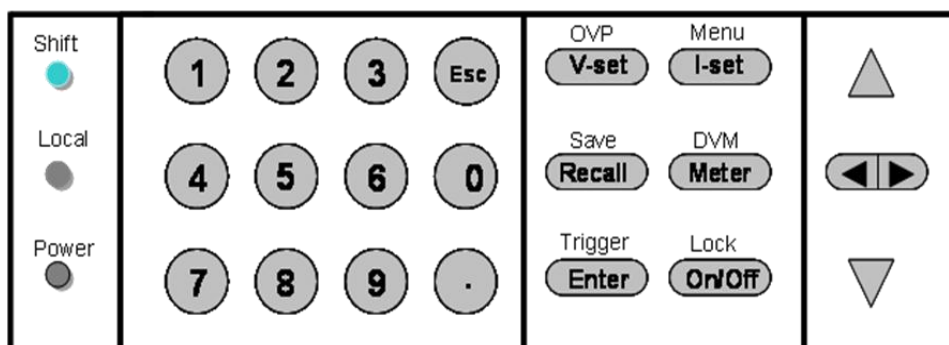 Shift
Local
Power
1 2 3 Esc
4 5 6 0
7 8 9 .
OVP Menu
V-set I-set
Save DVM
Recall Meter
Trigger Lock
Enter On/Off